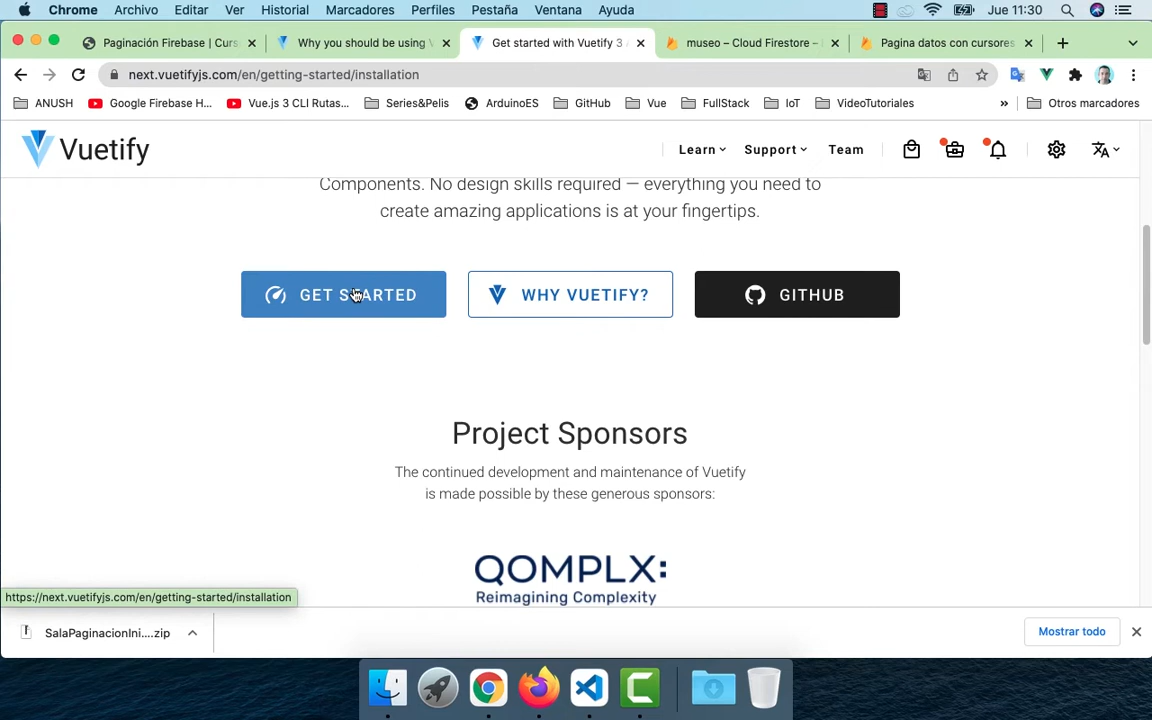 Chrome Archivo Editar Ver Historial Marcadores Perfiles Pestaña Ventana Ayuda Jue 11:30
Paginación Firebase | Curs
Why you should be using V
Get started with Vuetify 3
museo – Cloud Firestore –
Pagina datos con cursores
next.vuetifyjs.com/en/getting-started/installation
ANUSH Google Firebase H... Vue.js 3 CLI Rutas... Series&Pelis ArduinoES GitHub Vue FullStack IoT VideoTutoriales » Otros marcadores
Vuetify Learn Support Team
Components. No design skills required — everything you need to
create amazing applications is at your fingertips.
GET STARTED WHY VUETIFY? GITHUB
Project Sponsors
The continued development and maintenance of Vuetify
is made possible by these generous sponsors:
QOMPLX:
Reimagining Complexity
https://next.vuetifyjs.com/en/getting-started/installation
SalaPaginacionIni....zip Mostrar todo